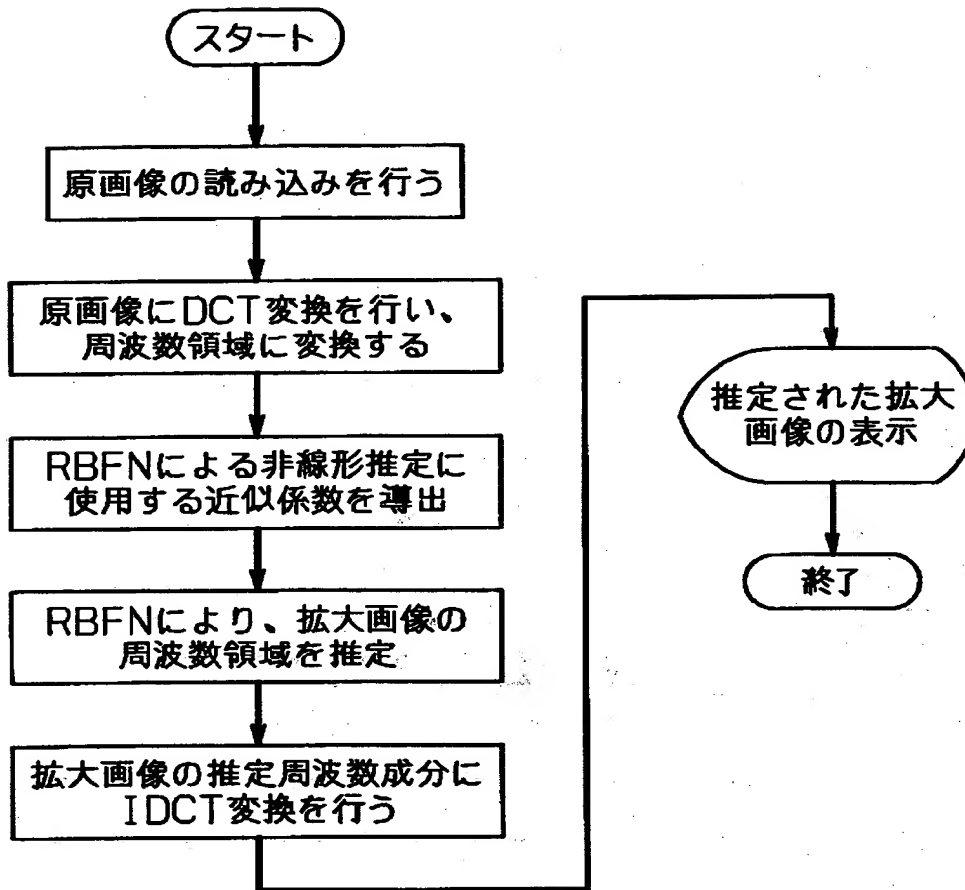 スタート
原画像の読み込みを行う
原画像にDCT変換を行い、
周波数領域に変換する
RBFNによる非線形推定に
使用する近似係数を導出
RBFNにより、拡大画像の
周波数領域を推定
拡大画像の推定周波数成分に
IDCT変換を行う
推定された拡大
画像の表示
終了